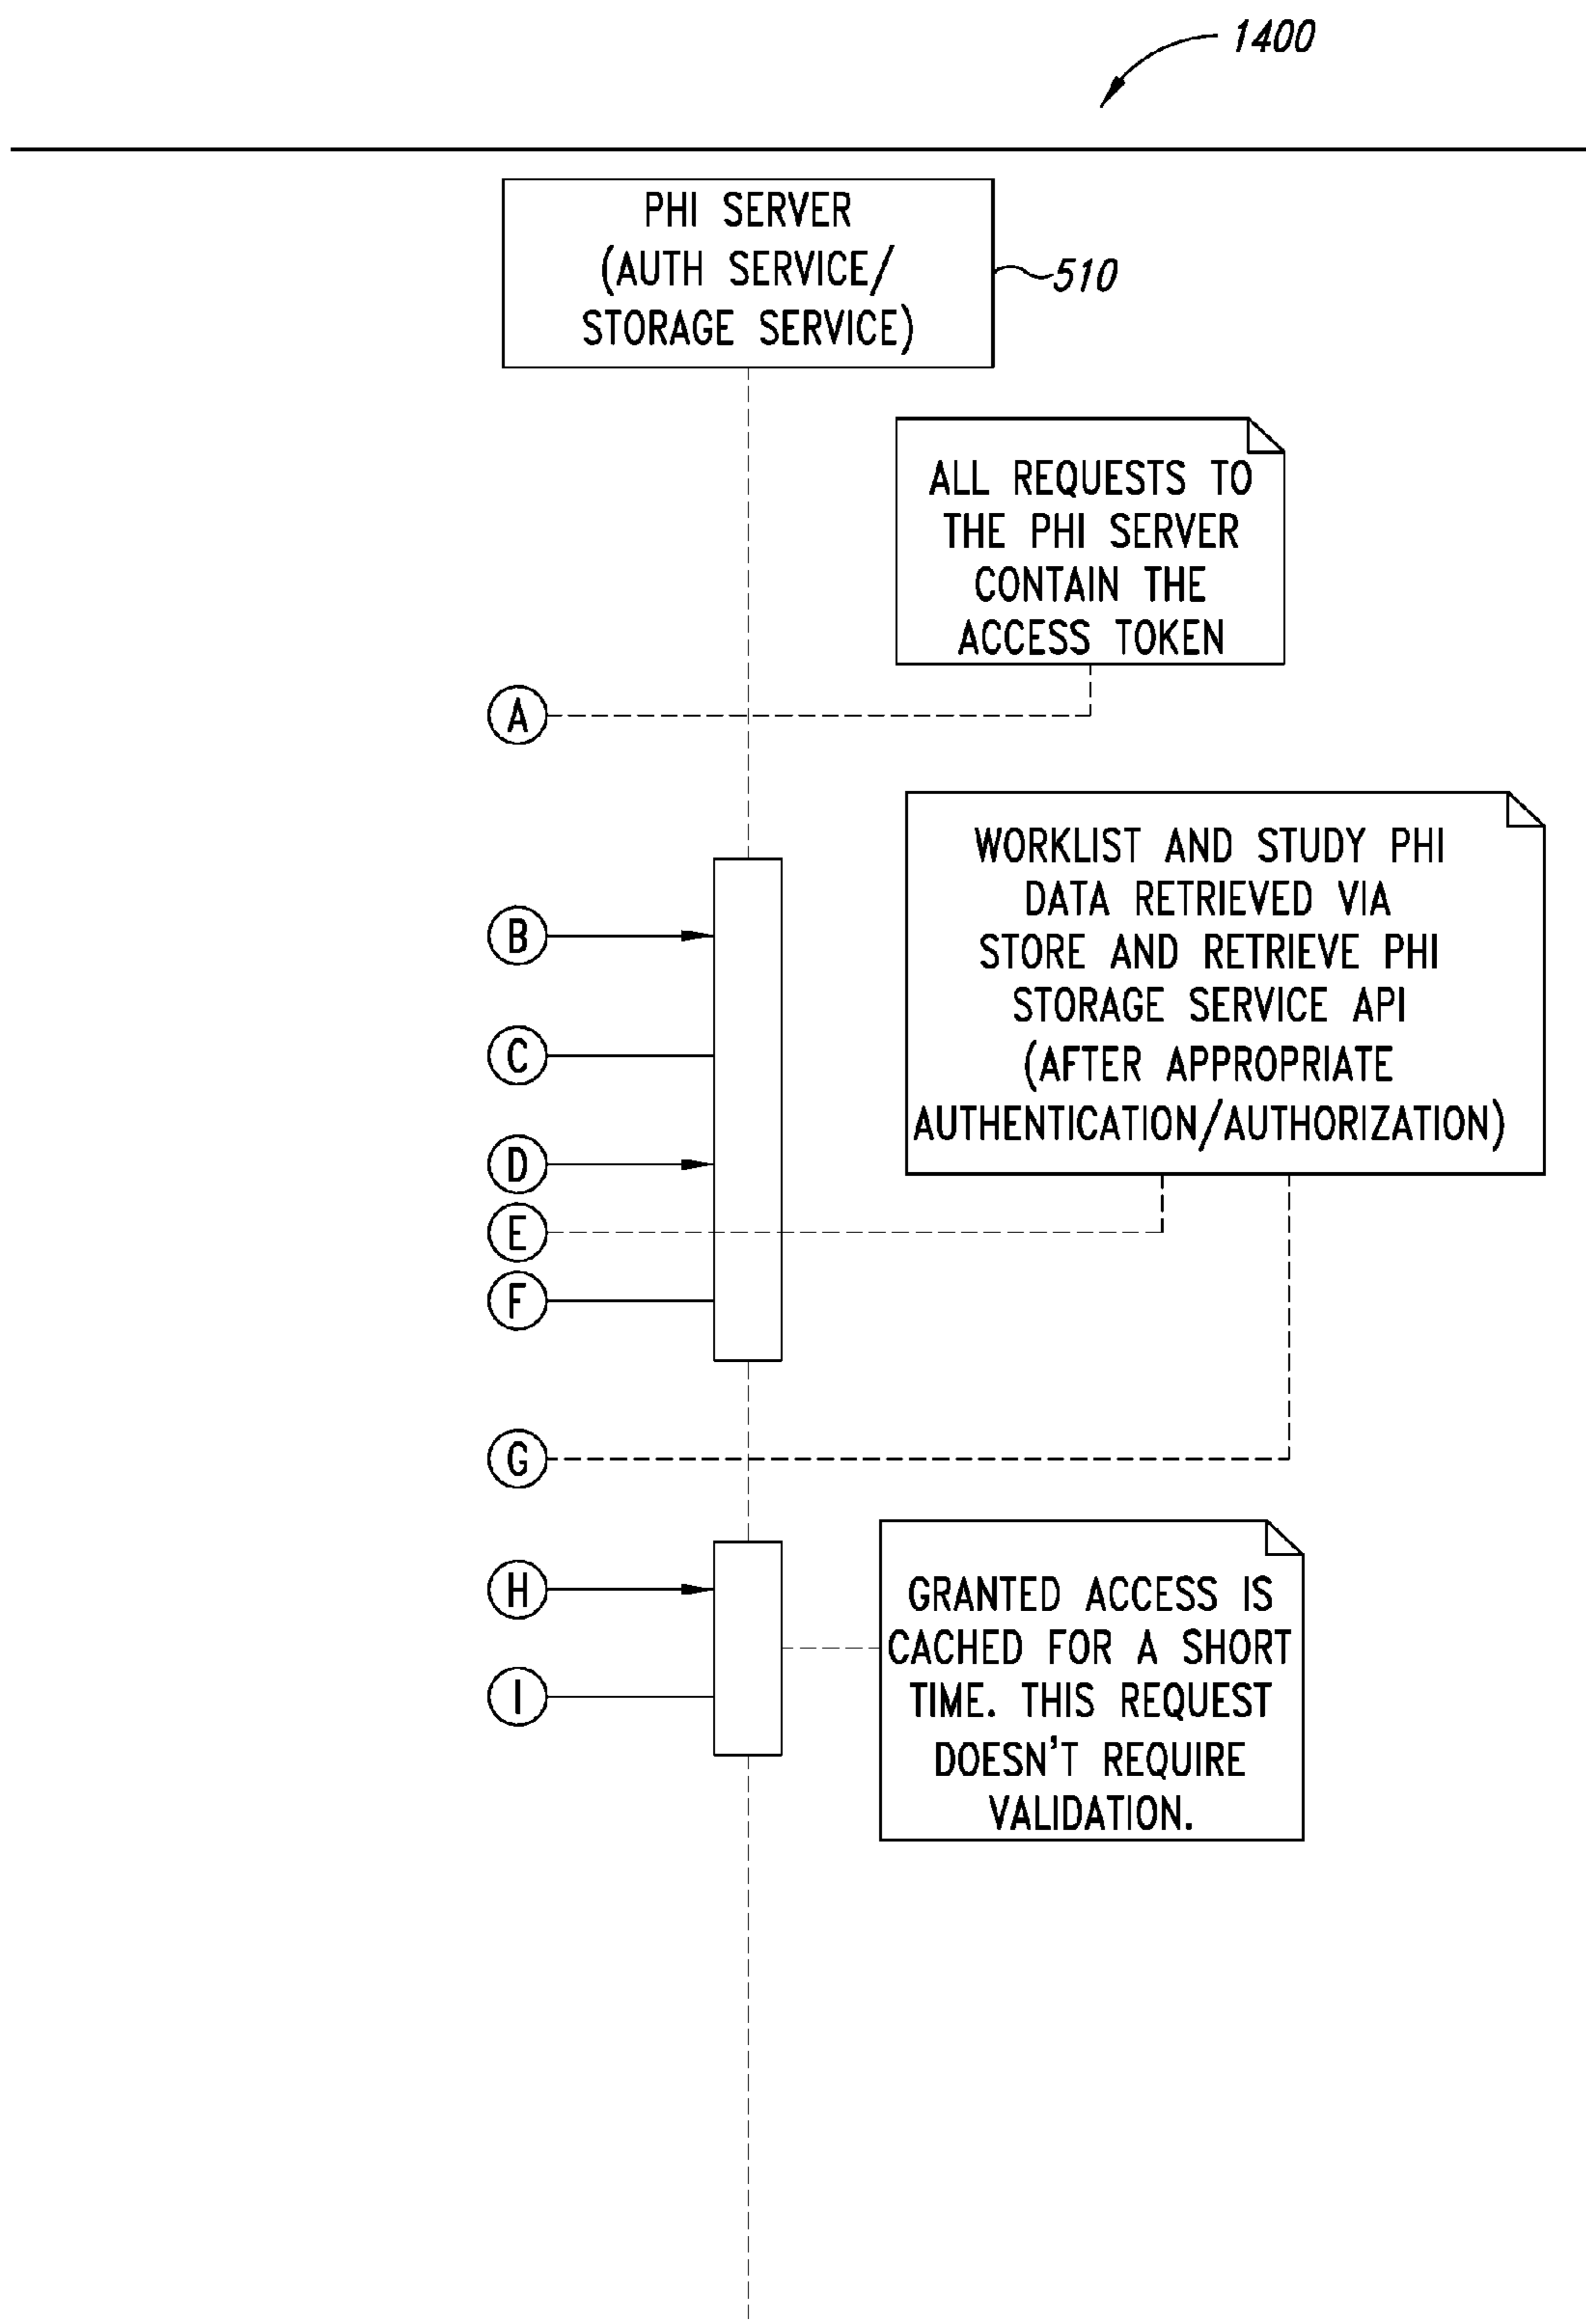 1400
PHI SERVER
(AUTH SERVICE/
STORAGE SERVICE)
510
ALL REQUESTS TO
THE PHI SERVER
CONTAIN THE
ACCESS TOKEN
A
WORKLIST AND STUDY PHI
DATA RETRIEVED VIA
STORE AND RETRIEVE PHI
STORAGE SERVICE API
(AFTER APPROPRIATE
AUTHENTICATION/AUTHORIZATION)
B
C
D
E
F
G
H
GRANTED ACCESS IS
CACHED FOR A SHORT
TIME. THIS REQUEST
DOESN'T REQUIRE
VALIDATION.
I